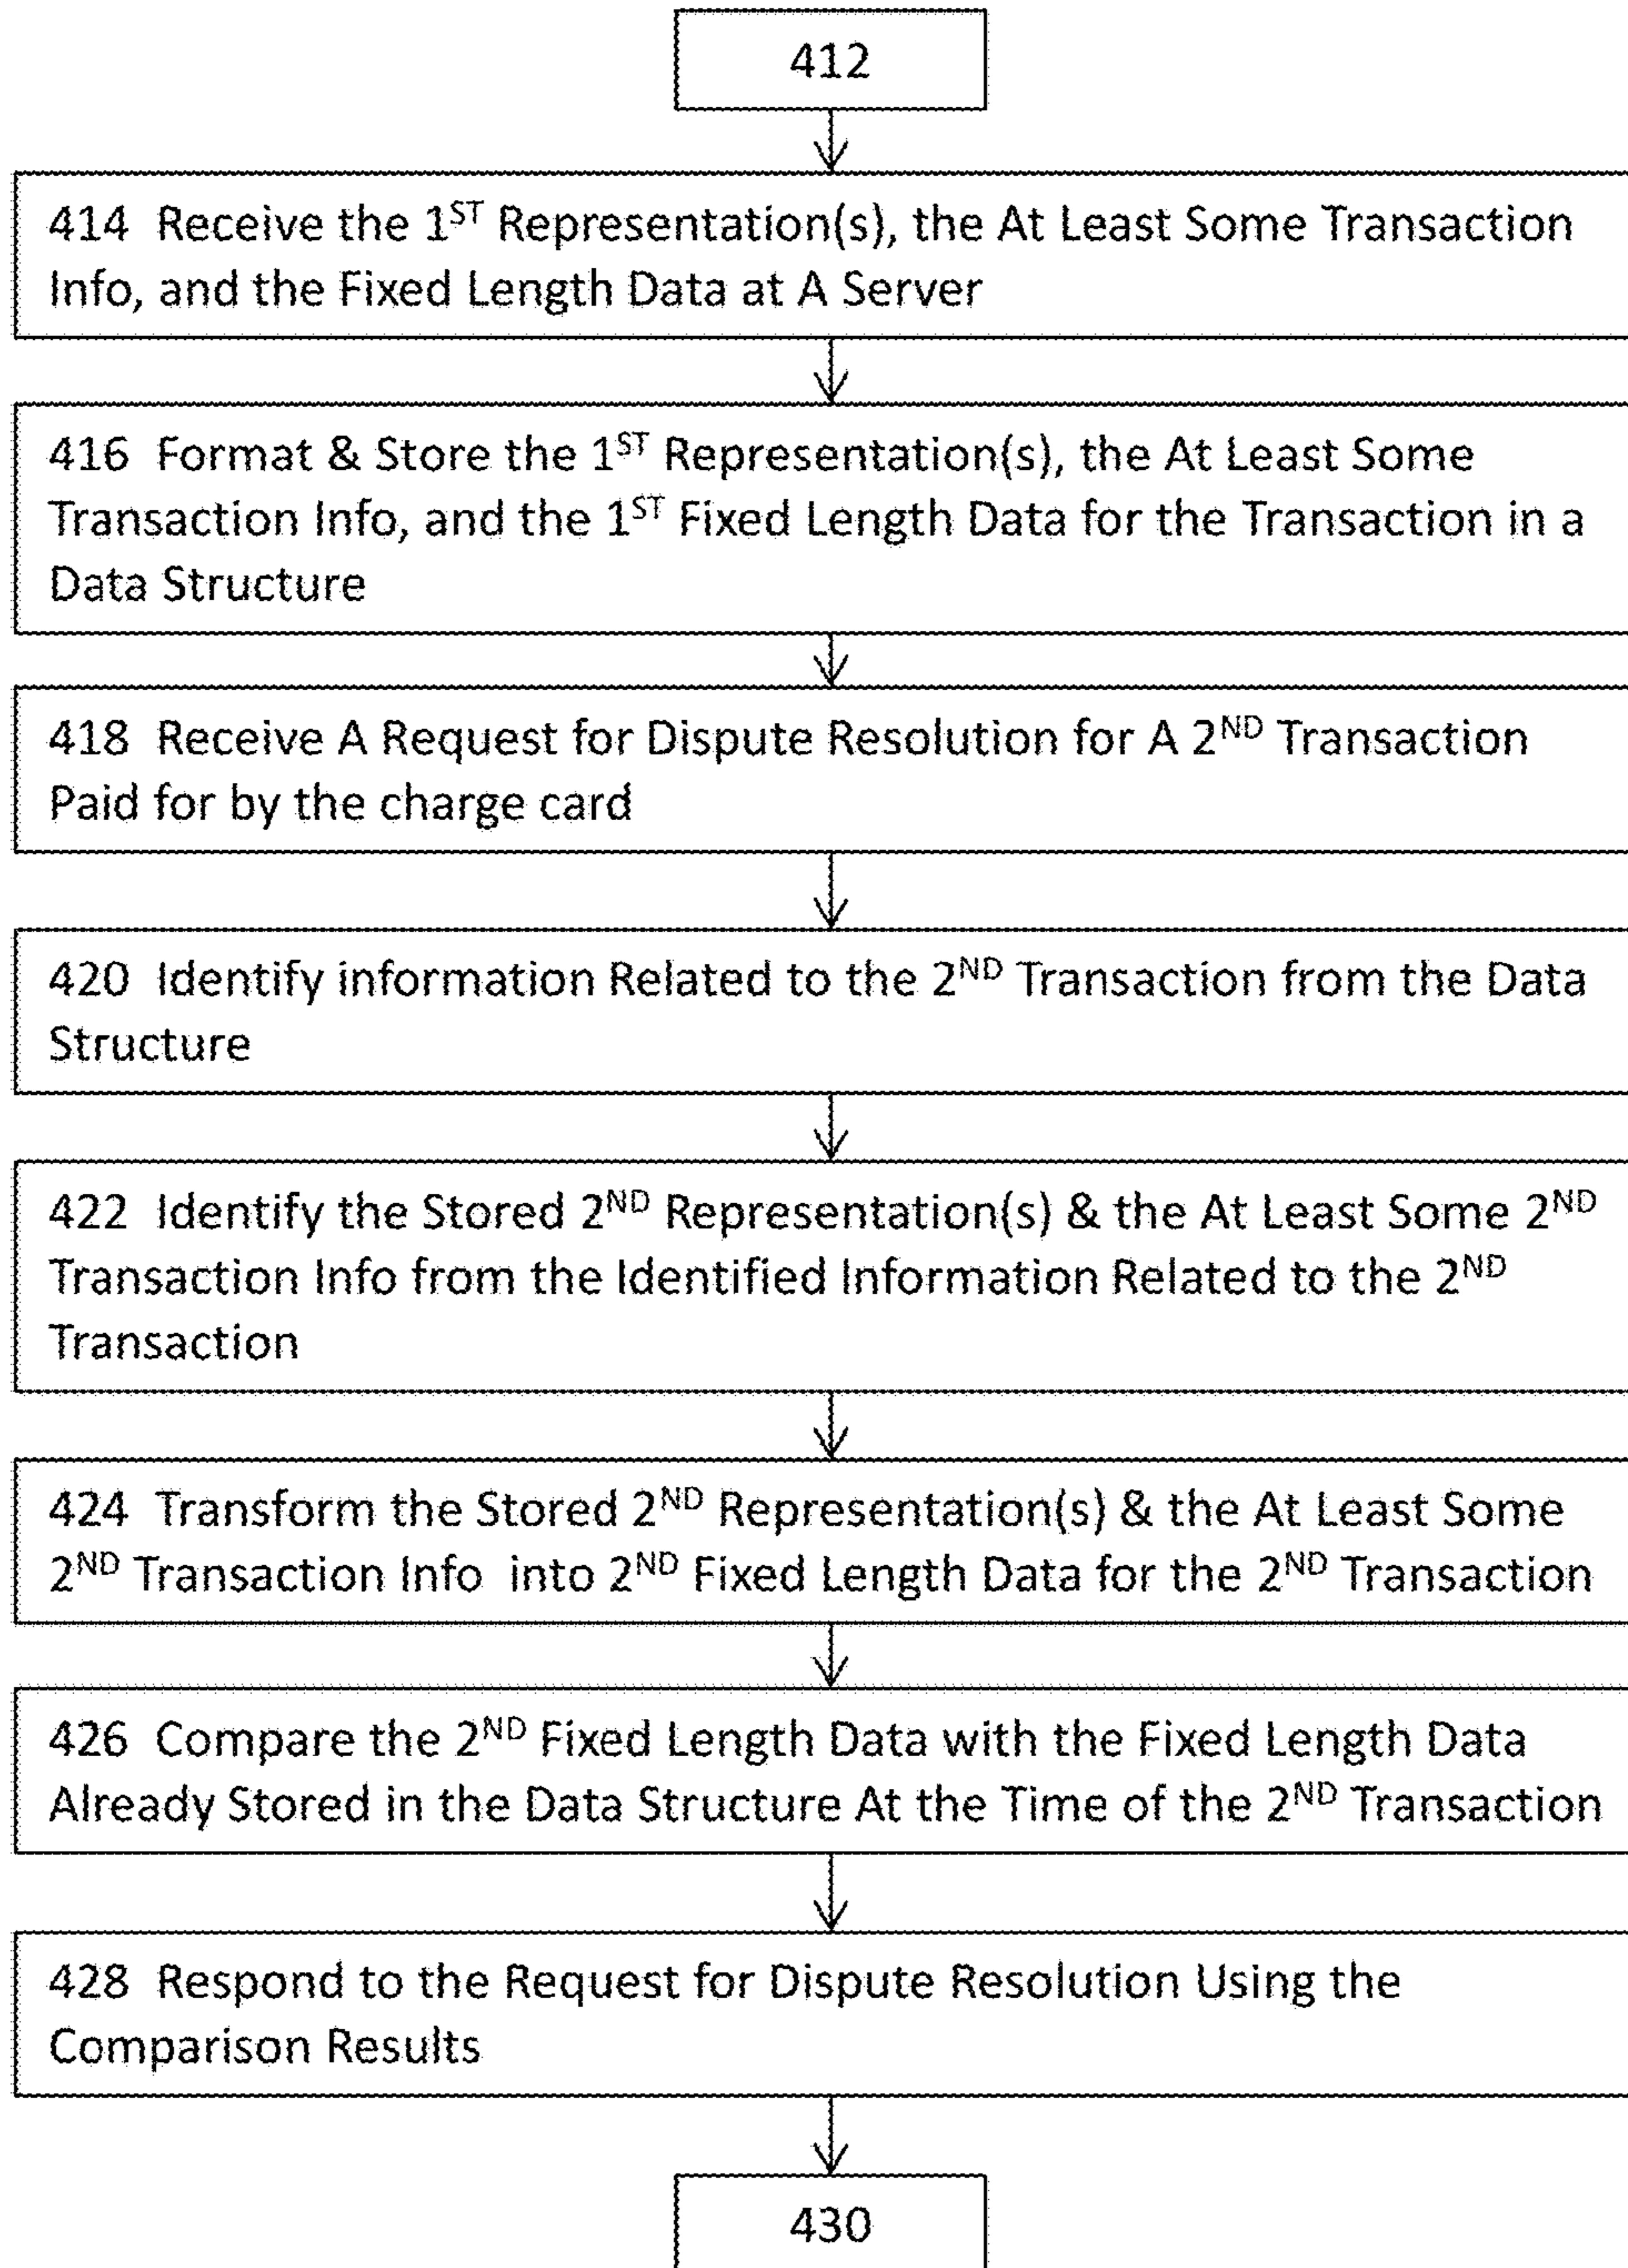 412
414 Receive the 1ST Representation(s), the At Least Some Transaction
Info, and the Fixed Length Data at A Server
416 Format & Store the 1ST Representation(s), the At Least Some
Transaction Info, and the 1ST Fixed Length Data for the Transaction in a
Data Structure
418 Receive A Request for Dispute Resolution for A 2ND Transaction
Paid for by the charge card
420 Identify information Related to the 2ND Transaction from the Data
Structure
422 Identify the Stored 2ND Representation(s) & the At Least Some 2ND
Transaction Info from the Identified Information Related to the 2ND
Transaction
424 Transform the Stored 2ND Representation(s) & the At Least Some
2ND Transaction Info into 2ND Fixed Length Data for the 2ND Transaction
426 Compare the 2ND Fixed Length Data with the Fixed Length Data
Already Stored in the Data Structure At the Time of the 2ND Transaction
428 Respond to the Request for Dispute Resolution Using the
Comparison Results
430